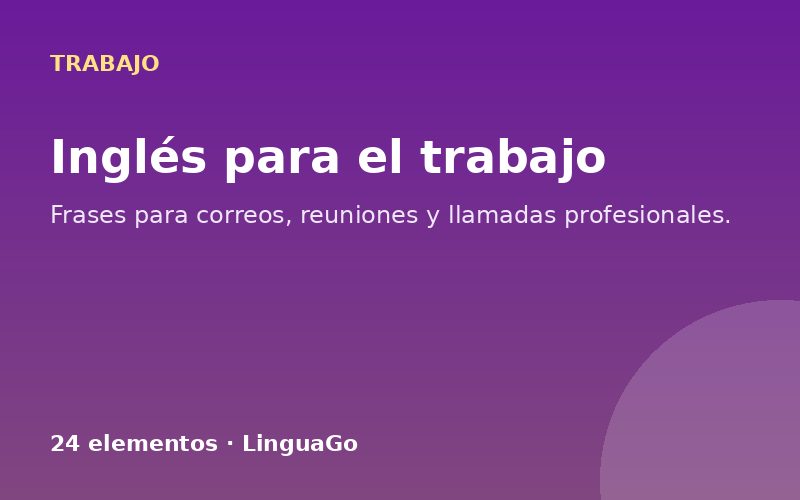 TRABAJO
Inglés para el trabajo
Frases para correos, reuniones y llamadas profesionales.
24 elementos · LinguaGo